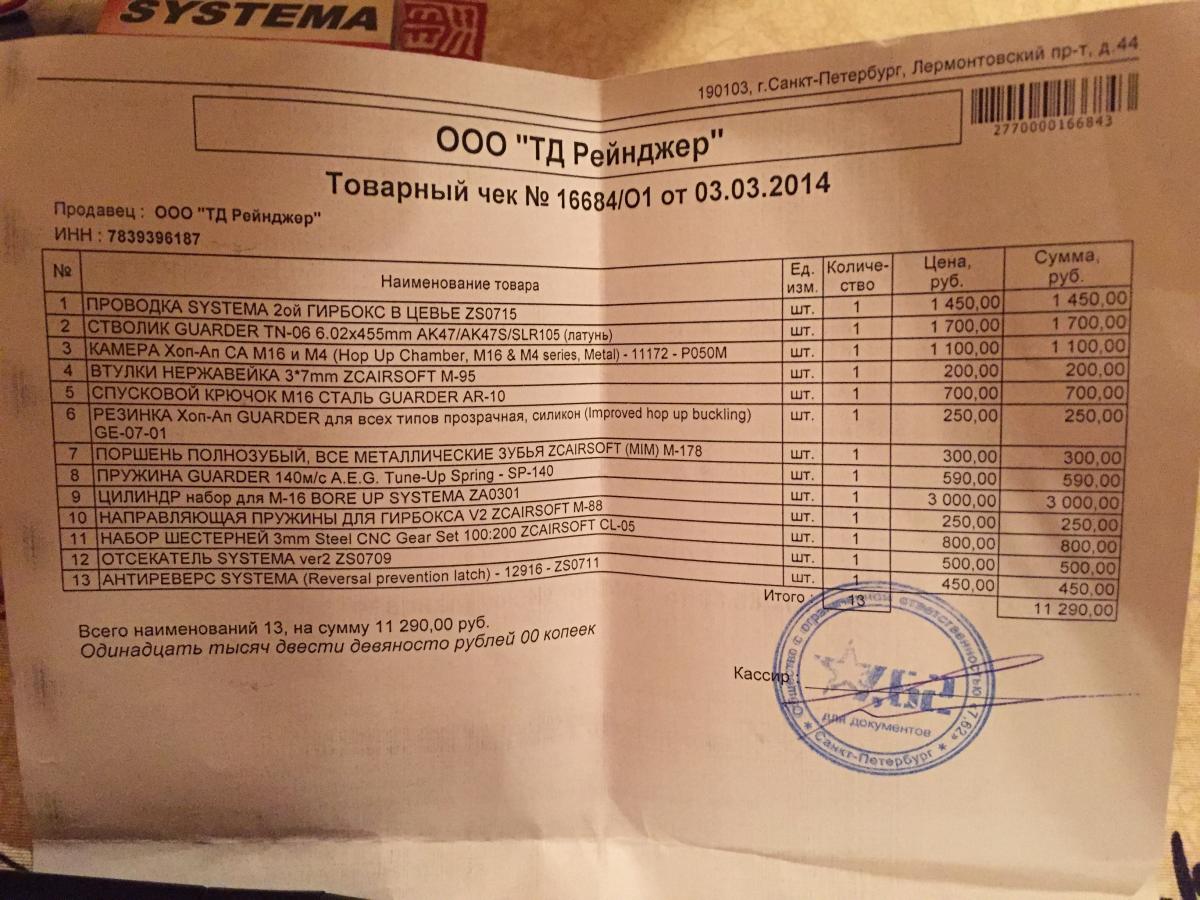 SYSTEMA
190103, г.Санкт-Петербург, Лермонтовский пр-т, д.44
2770000166843
ООО "ТД Рейнджер"
Товарный чек № 16684/О1 от 03.03.2014
Продавец : ООО "ТД Рейнджер"
ИНН : 7839396187
№ Наименование товара Ед. изм. Количе-ство Цена, руб. Сумма, руб.
1 ПРОВОДКА SYSTEMA 2ой ГИРБОКС В ЦЕВЬЕ ZS0715 шт. 1 1 450,00 1 450,00
2 СТВОЛИК GUARDER TN-06 6.02x455mm AK47/AK47S/SLR105 (латунь) шт. 1 1 700,00 1 700,00
3 КАМЕРА Хоп-Ап CA M16 и M4 (Hop Up Chamber, M16 & M4 series, Metal) - 11172 - P050M шт. 1 1 100,00 1 100,00
4 ВТУЛКИ НЕРЖАВЕЙКА 3*7mm ZCAIRSOFT M-95 шт. 1 200,00 200,00
5 СПУСКОВОЙ КРЮЧОК М16 СТАЛЬ GUARDER AR-10 шт. 1 700,00 700,00
6 РЕЗИНКА Хоп-Ап GUARDER для всех типов прозрачная, силикон (Improved hop up buckling) шт. 1 250,00 250,00
GE-07-01
7 ПОРШЕНЬ ПОЛНОЗУБЫЙ, ВСЕ МЕТАЛЛИЧЕСКИЕ ЗУБЬЯ ZCAIRSOFT (MIM) M-178 шт. 1 300,00 300,00
8 ПРУЖИНА GUARDER 140м/с A.E.G. Tune-Up Spring - SP-140 шт. 1 590,00 590,00
9 ЦИЛИНДР набор для М-16 BORE UP SYSTEMA ZA0301 шт. 1 3 000,00 3 000,00
10 НАПРАВЛЯЮЩАЯ ПРУЖИНЫ ДЛЯ ГИРБОКСА V2 ZCAIRSOFT M-88 шт. 1 250,00 250,00
11 НАБОР ШЕСТЕРНЕЙ 3mm Steel CNC Gear Set 100:200 ZCAIRSOFT CL-05 шт. 1 800,00 800,00
12 ОТСЕКАТЕЛЬ SYSTEMA ver2 ZS0709 шт. 1 500,00 500,00
13 АНТИРЕВЕРС SYSTEMA (Reversal prevention latch) - 12916 - ZS0711 шт. 1 450,00 450,00
Итого : 13 11 290,00
Всего наименований 13, на сумму 11 290,00 руб.
Одинадцать тысяч двести девяносто рублей 00 копеек
Кассир :
Общество с ограниченной ответственностью «7,62»
7,62
для документов
* Санкт-Петербург *